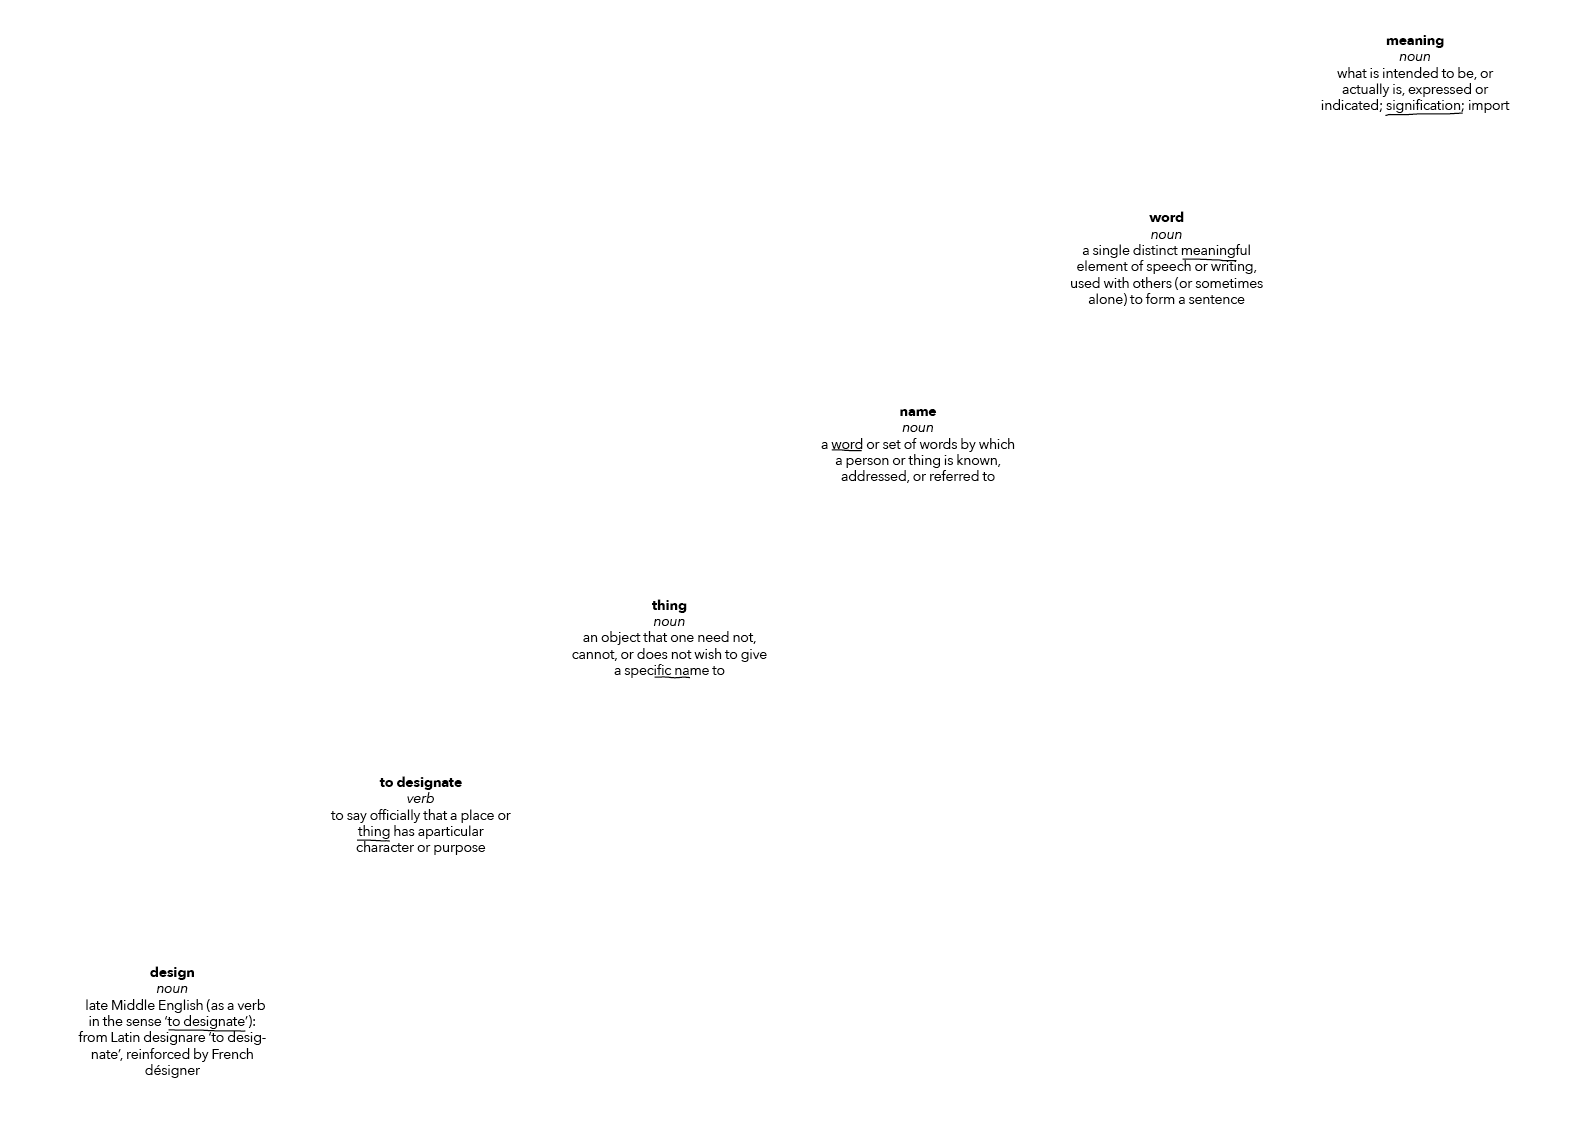 meaning
noun
what is intended to be, or
actually is, expressed or
indicated; signification; import
word
noun
a single distinct meaningful
element of speech or writing,
used with others (or sometimes
alone) to form a sentence
name
noun
a word or set of words by which
a person or thing is known,
addressed, or referred to
thing
noun
an object that one need not,
cannot, or does not wish to give
a specific name to
to designate
verb
to say officially that a place or
thing has aparticular
character or purpose
design
noun
late Middle English (as a verb
in the sense ‘to designate’):
from Latin designare ‘to desig-
nate’, reinforced by French
désigner